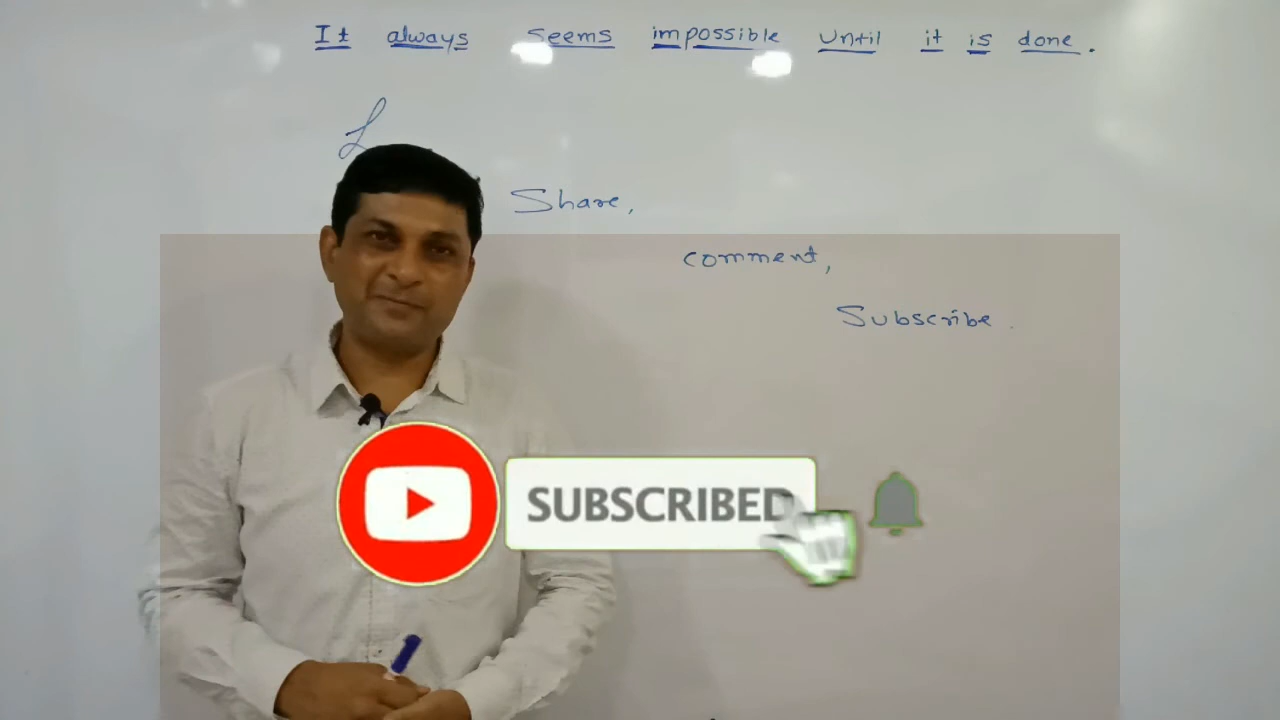 It always seems impossible until it is done.
L
Share,
comment,
Subscribe.
SUBSCRIBED